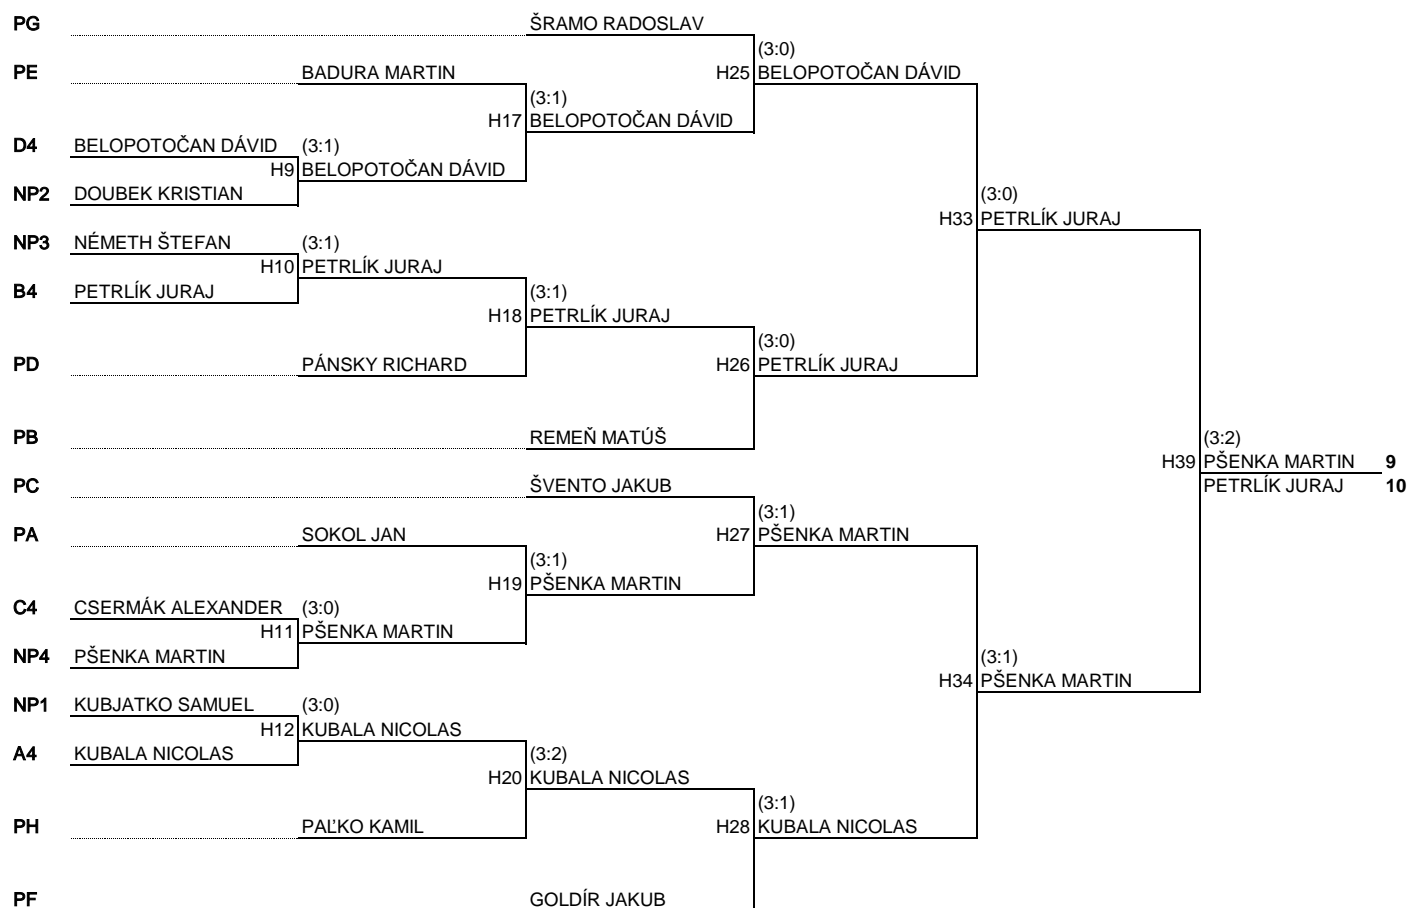 PG ŠRAMO RADOSLAV
(3:0)
PE BADURA MARTIN H25 BELOPOTOČAN DÁVID
(3:1)
H17 BELOPOTOČAN DÁVID
D4 BELOPOTOČAN DÁVID (3:1)
H9 BELOPOTOČAN DÁVID
NP2 DOUBEK KRISTIAN (3:0)
H33 PETRLÍK JURAJ
NP3 NÉMETH ŠTEFAN (3:1)
H10 PETRLÍK JURAJ
B4 PETRLÍK JURAJ (3:1)
H18 PETRLÍK JURAJ
(3:0)
PD PÁNSKY RICHARD H26 PETRLÍK JURAJ
PB REMEŇ MATÚŠ (3:2)
H39 PŠENKA MARTIN 9
PC ŠVENTO JAKUB PETRLÍK JURAJ 10
(3:1)
PA SOKOL JAN H27 PŠENKA MARTIN
(3:1)
H19 PŠENKA MARTIN
C4 CSERMÁK ALEXANDER (3:0)
H11 PŠENKA MARTIN
NP4 PŠENKA MARTIN (3:1)
H34 PŠENKA MARTIN
NP1 KUBJATKO SAMUEL (3:0)
H12 KUBALA NICOLAS
A4 KUBALA NICOLAS (3:2)
H20 KUBALA NICOLAS
(3:1)
PH PAĽKO KAMIL H28 KUBALA NICOLAS
PF GOLDÍR JAKUB